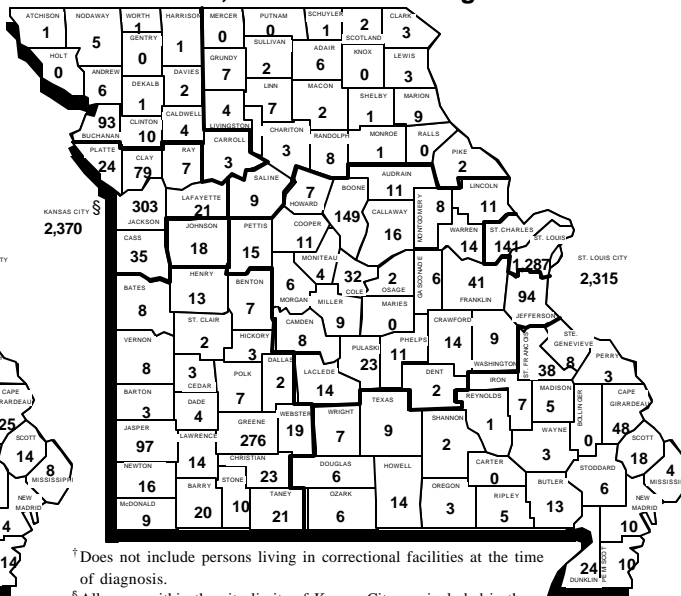 ATCHISON NODAWAY WORTH HARRISON MERCER PUTNAM SCHUYLER 2 CLARK
1 5 1 1 0 0 1 SCOTLAND 3
GENTRY SULLIVAN ADAIR KNOX LEWIS
HOLT 0 GRUNDY 2 6 0 3
0 ANDREW DEKALB DAVIES 7 LINN MACON SHELBY MARION
6 1 2 4 7 2 1 9
93 CLINTON CALDWELL LIVINGSTON CHARITON RANDOLPH MONROE RALLS
BUCHANAN 10 4 CARROLL 3 8 1 0 PIKE
PLATTE CLAY RAY 3 SALINE AUDRAIN 2
24 79 7 9 7 BOONE 11 LINCOLN
303 LAFAYETTE HOWARD 149 CALLAWAY MONTGOMERY 8 11
KANSAS CITY § JACKSON 21 COOPER 16 WARREN ST. CHARLES
2,370 JOHNSON PETTIS 11 14 141 ST. LOUIS
CASS 18 15 MONITEAU 1,287 ST. LOUIS CITY
35 HENRY BENTON 4 32 2 GASCONADE 6 41 2,315
BATES 13 7 6 COLE OSAGE FRANKLIN 94
8 ST. CLAIR MORGAN MILLER MARIES JEFFERSON
VERNON 2 HICKORY CAMDEN 9 0 CRAWFORD STE.
8 3 8 PULASKI PHELPS 14 9 ST. FRANCIS GENEVIEVE PERRY
3 POLK DALLAS LACLEDE 23 11 WASHINGTON 38 8 3
CEDAR 7 2 14 DENT 2 IRON
BARTON DADE TEXAS REYNOLDS 7 MADISON BOLLINGER CAPE
3 4 GREENE WEBSTER WRIGHT SHANNON 1 5 GIRARDEAU
JASPER LAWRENCE 276 19 7 9 2 WAYNE 0 48 SCOTT
97 14 CHRISTIAN CARTER 3 STODDARD 18 4
NEWTON STONE 23 DOUGLAS 6 HOWELL 0 BUTLER 6 MISSISSI
16 BARRY 10 TANEY OZARK 14 OREGON RIPLEY 13 NEW MADRID
McDONALD 20 21 6 3 5 10
9 24 PEMISCOT 10
DUNKLIN
TY
CAPE
RARDEAU
25 SCOTT
14 8
MISSISSIPPI
NEW
MADRID
4
14
† Does not include persons living in correctional facilities at the time
of diagnosis.
§